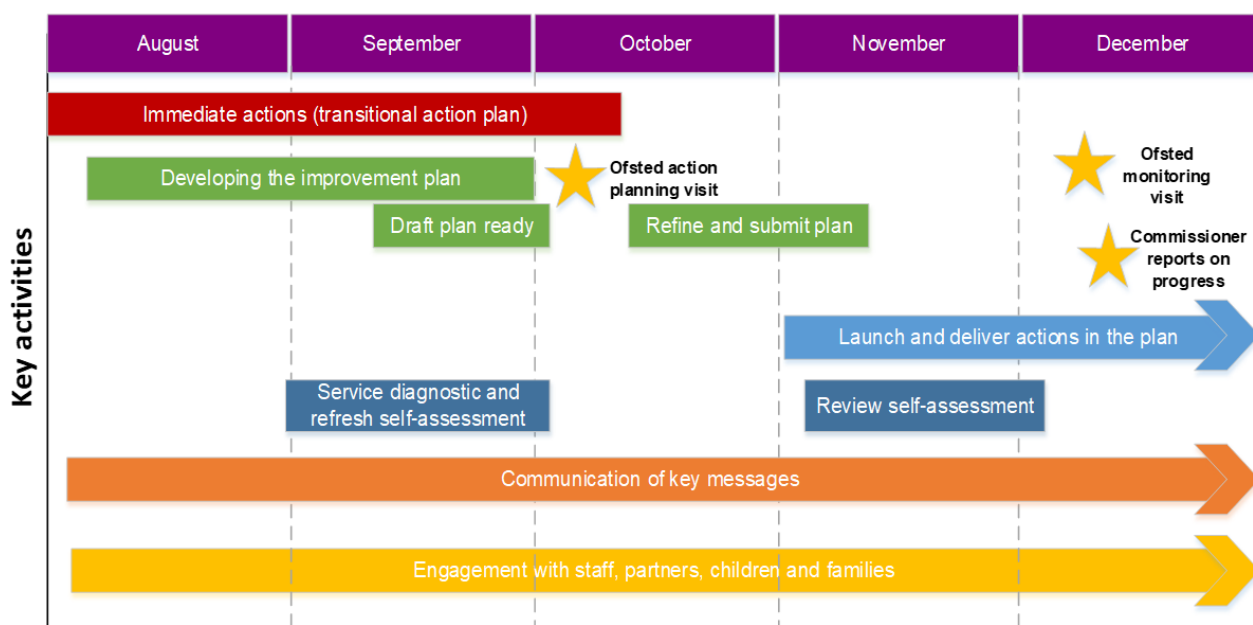 August
September
October
November
December
Key activities
Immediate actions (transitional action plan)
Developing the improvement plan
Ofsted action
planning visit
Ofsted
monitoring
visit
Draft plan ready
Refine and submit plan
Commissioner
reports on
progress
Launch and deliver actions in the plan
Service diagnostic and
refresh self-assessment
Review self-assessment
Communication of key messages
Engagement with staff, partners, children and families